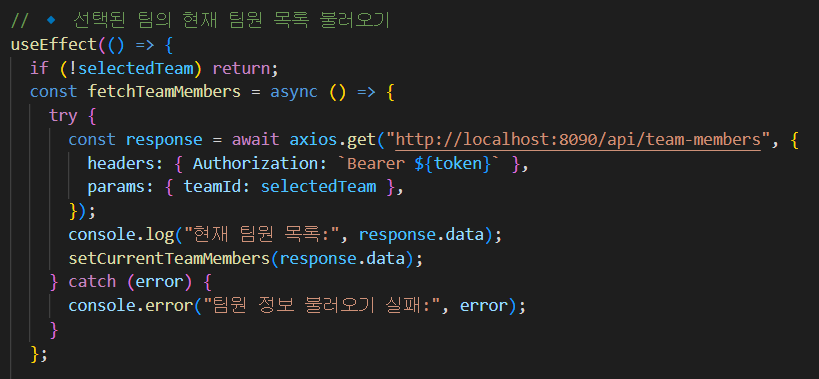 // 🔹 선택된 팀의 현재 팀원 목록 불러오기
useEffect(() => {
if (!selectedTeam) return;
const fetchTeamMembers = async () => {
try {
const response = await axios.get("http://localhost:8090/api/team-members", {
headers: { Authorization: `Bearer ${token}` },
params: { teamId: selectedTeam },
});
console.log("현재 팀원 목록:", response.data);
setCurrentTeamMembers(response.data);
} catch (error) {
console.error("팀원 정보 불러오기 실패:", error);
}
};